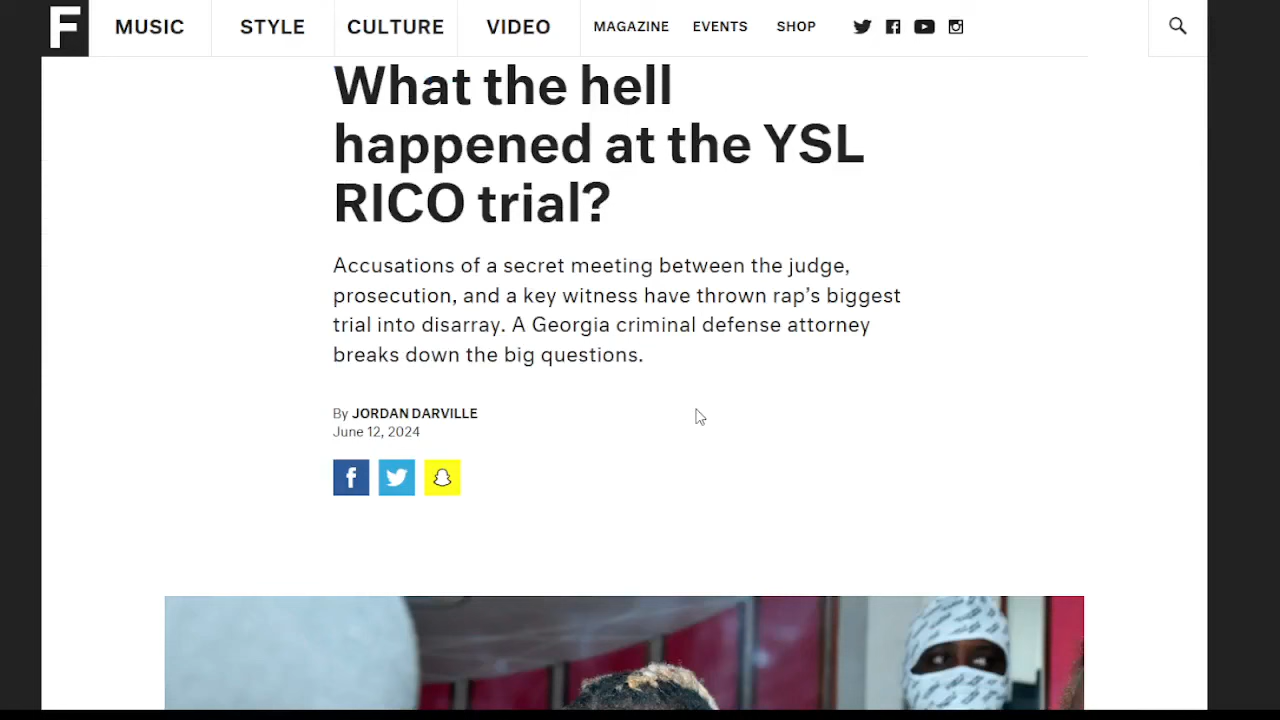 F MUSIC STYLE CULTURE VIDEO MAGAZINE EVENTS SHOP
What the hell
happened at the YSL
RICO trial?
Accusations of a secret meeting between the judge,
prosecution, and a key witness have thrown rap’s biggest
trial into disarray. A Georgia criminal defense attorney
breaks down the big questions.
By JORDAN DARVILLE
June 12, 2024